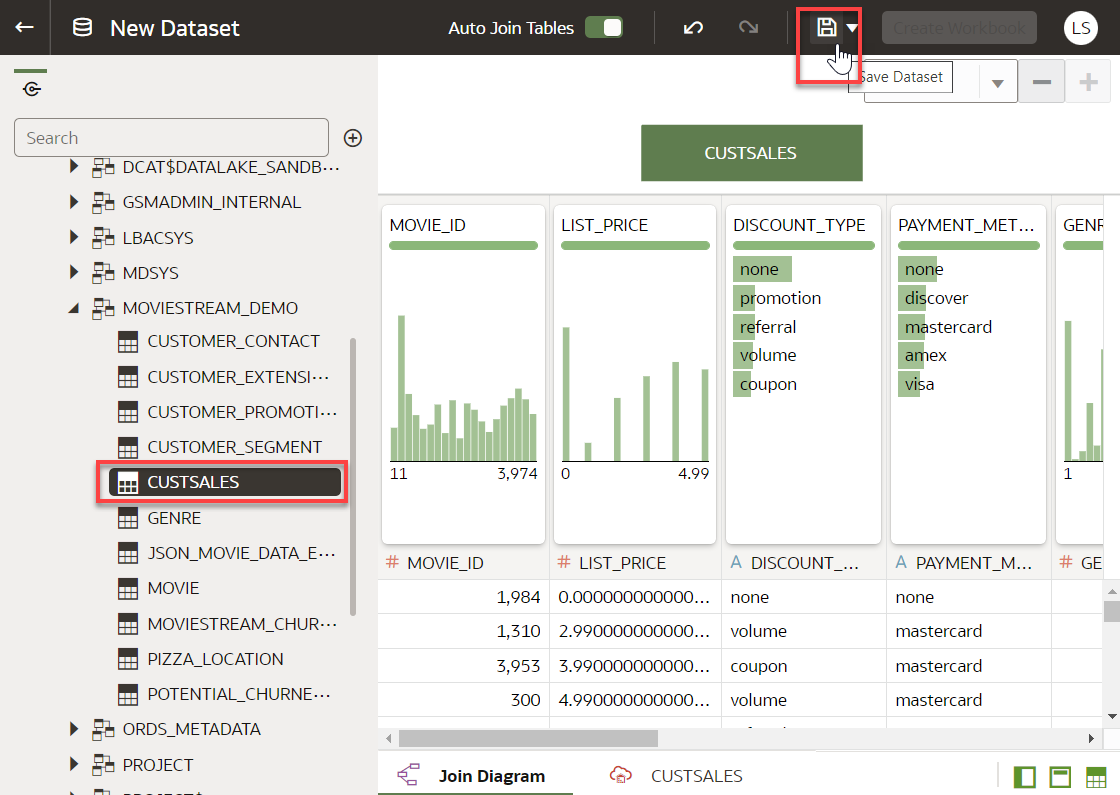 New Dataset
Auto Join Tables
Create Workbook
LS
Save Dataset
Search
DCAT$DATALAKE_SANDB···
GSMADMIN_INTERNAL
LBACSYS
MDSYS
MOVIESTREAM_DEMO
CUSTOMER_CONTACT
CUSTOMER_EXTENSI···
CUSTOMER_PROMOTI···
CUSTOMER_SEGMENT
CUSTSALES
GENRE
JSON_MOVIE_DATA_E···
MOVIE
MOVIESTREAM_CHUR···
PIZZA_LOCATION
POTENTIAL_CHURNE···
ORDS_METADATA
PROJECT
CUSTSALES
MOVIE_ID
11 3,974
LIST_PRICE
0 4.99
DISCOUNT_TYPE
none
promotion
referral
volume
coupon
PAYMENT_MET...
none
discover
mastercard
amex
visa
GENR
1
# MOVIE_ID # LIST_PRICE A DISCOUNT_... A PAYMENT_M... # GE
1,984 0.000000000000... none none
1,310 2.990000000000... volume mastercard
3,953 3.990000000000... coupon mastercard
300 4.990000000000... volume mastercard
Join Diagram
CUSTSALES